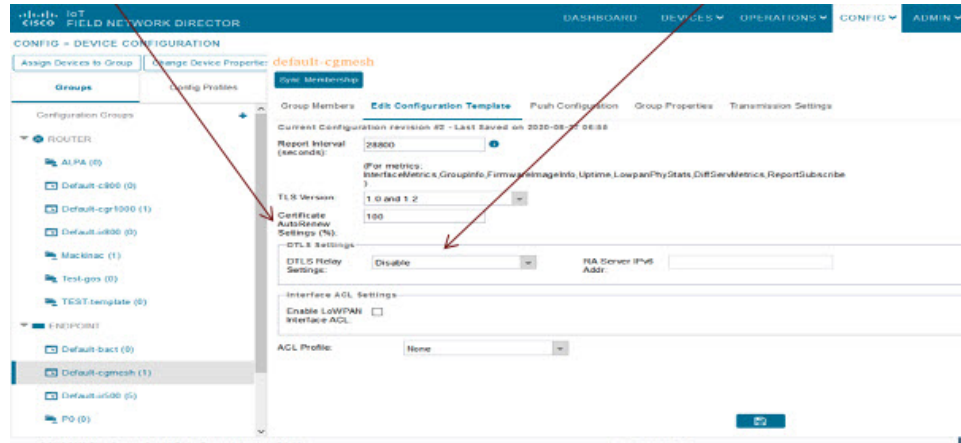 CISCO IoT FIELD NETWORK DIRECTOR
DASHBOARD DEVICES OPERATIONS CONFIG ADMIN
CONFIG > DEVICE CONFIGURATION
Assign Devices to Group Change Device Properties
default-cgmesh
Sync Membership
Groups Config Profiles
Group Members Edit Configuration Template Push Configuration Group Properties Transmission Settings
Configuration Groups +
Current Configuration revision #2 - Last Saved on 2020-05-27 06:55
ROUTER
ALPA (0)
Default-c800 (0)
Default-cgr1000 (1)
Default-ir800 (0)
Mackinac (1)
Test-gos (0)
TEST-template (0)
ENDPOINT
Default-bact (0)
Default-cgmesh (1)
Default-ir500 (5)
P0 (0)
Report Interval (seconds): 28800
(For metrics:
InterfaceMetrics,GroupInfo,FirmwareImageInfo,Uptime,LowpanPhyStats,DiffServMetrics,ReportSubscribe
)
TLS Version: 1.0 and 1.2
Certificate AutoRenew Settings (%): 100
DTLS Settings
DTLS Relay Settings: Disable
RA Server IPv6 Addr:
Interface ACL Settings
Enable LoWPAN Interface ACL:
ACL Profile: None